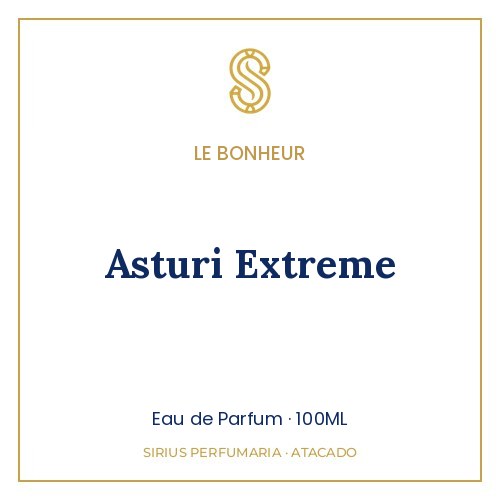 LE BONHEUR
Asturi Extreme
Eau de Parfum · 100ML
SIRIUS PERFUMARIA · ATACADO